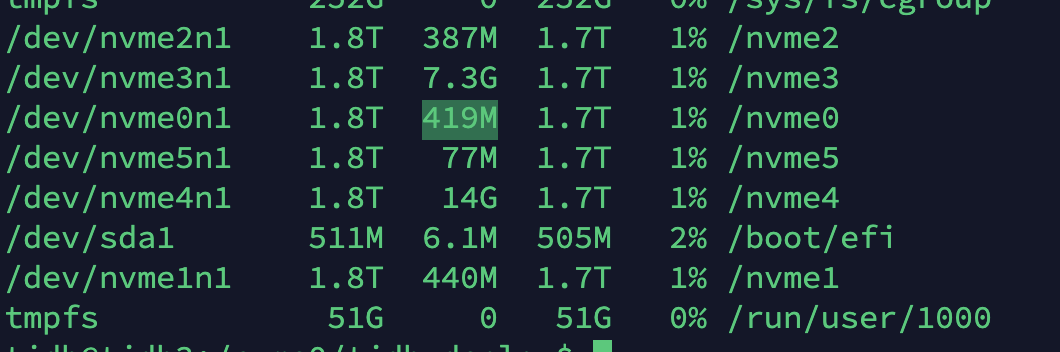 tmpfs 252G 0 252G 0% /sys/fs/cgroup
/dev/nvme2n1 1.8T 387M 1.7T 1% /nvme2
/dev/nvme3n1 1.8T 7.3G 1.7T 1% /nvme3
/dev/nvme0n1 1.8T 419M 1.7T 1% /nvme0
/dev/nvme5n1 1.8T 77M 1.7T 1% /nvme5
/dev/nvme4n1 1.8T 14G 1.7T 1% /nvme4
/dev/sda1 511M 6.1M 505M 2% /boot/efi
/dev/nvme1n1 1.8T 440M 1.7T 1% /nvme1
tmpfs 51G 0 51G 0% /run/user/1000